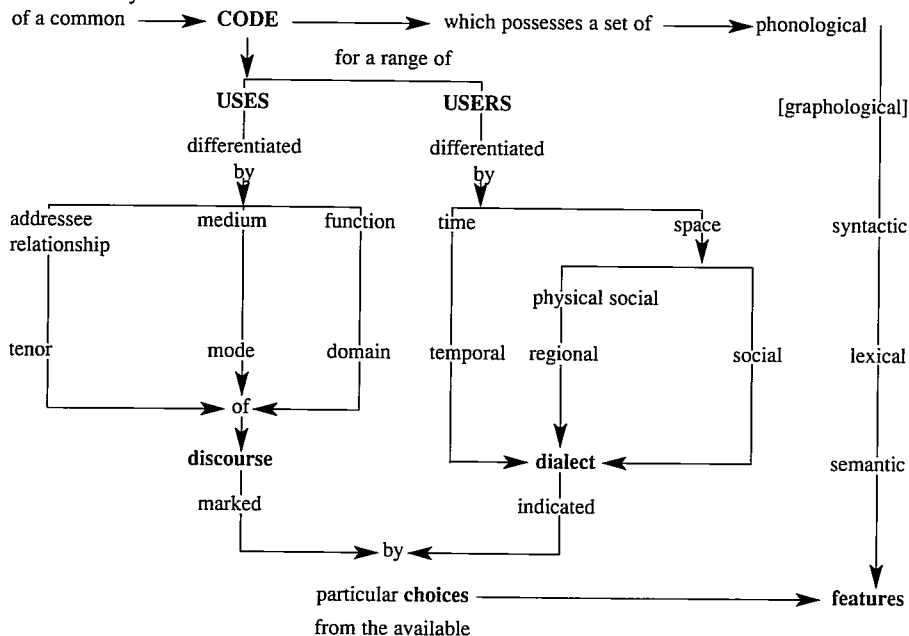 of a common CODE which possesses a set of phonological
for a range of
USES USERS [graphological]
differentiated differentiated
by by
addressee medium function time space syntactic
relationship
physical social
tenor mode domain temporal regional social lexical
of
discourse dialect semantic
marked indicated
by
particular choices features
from the available